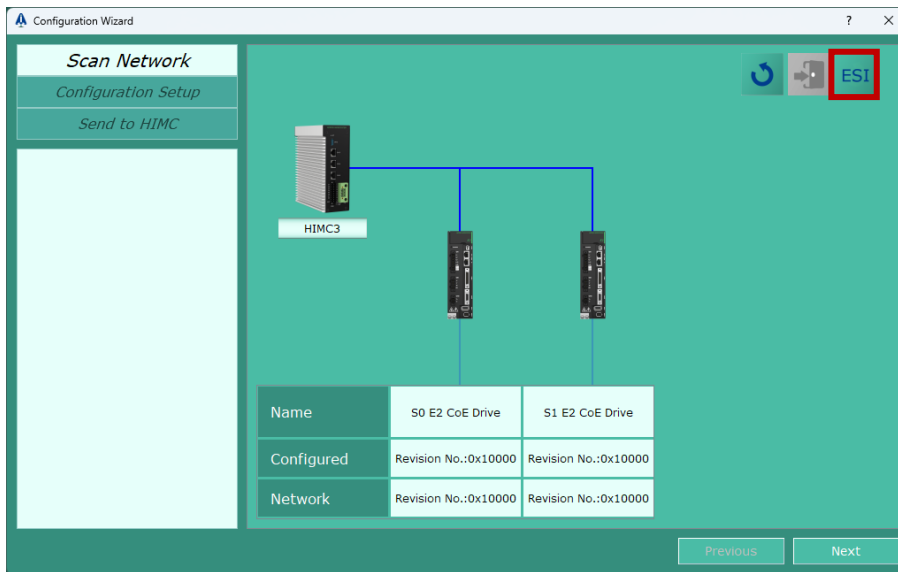 Configuration Wizard
? ×
Scan Network
Configuration Setup
Send to HIMC
ESI
HIMC3
Name S0 E2 CoE Drive S1 E2 CoE Drive
Configured Revision No.:0x10000 Revision No.:0x10000
Network Revision No.:0x10000 Revision No.:0x10000
Previous Next